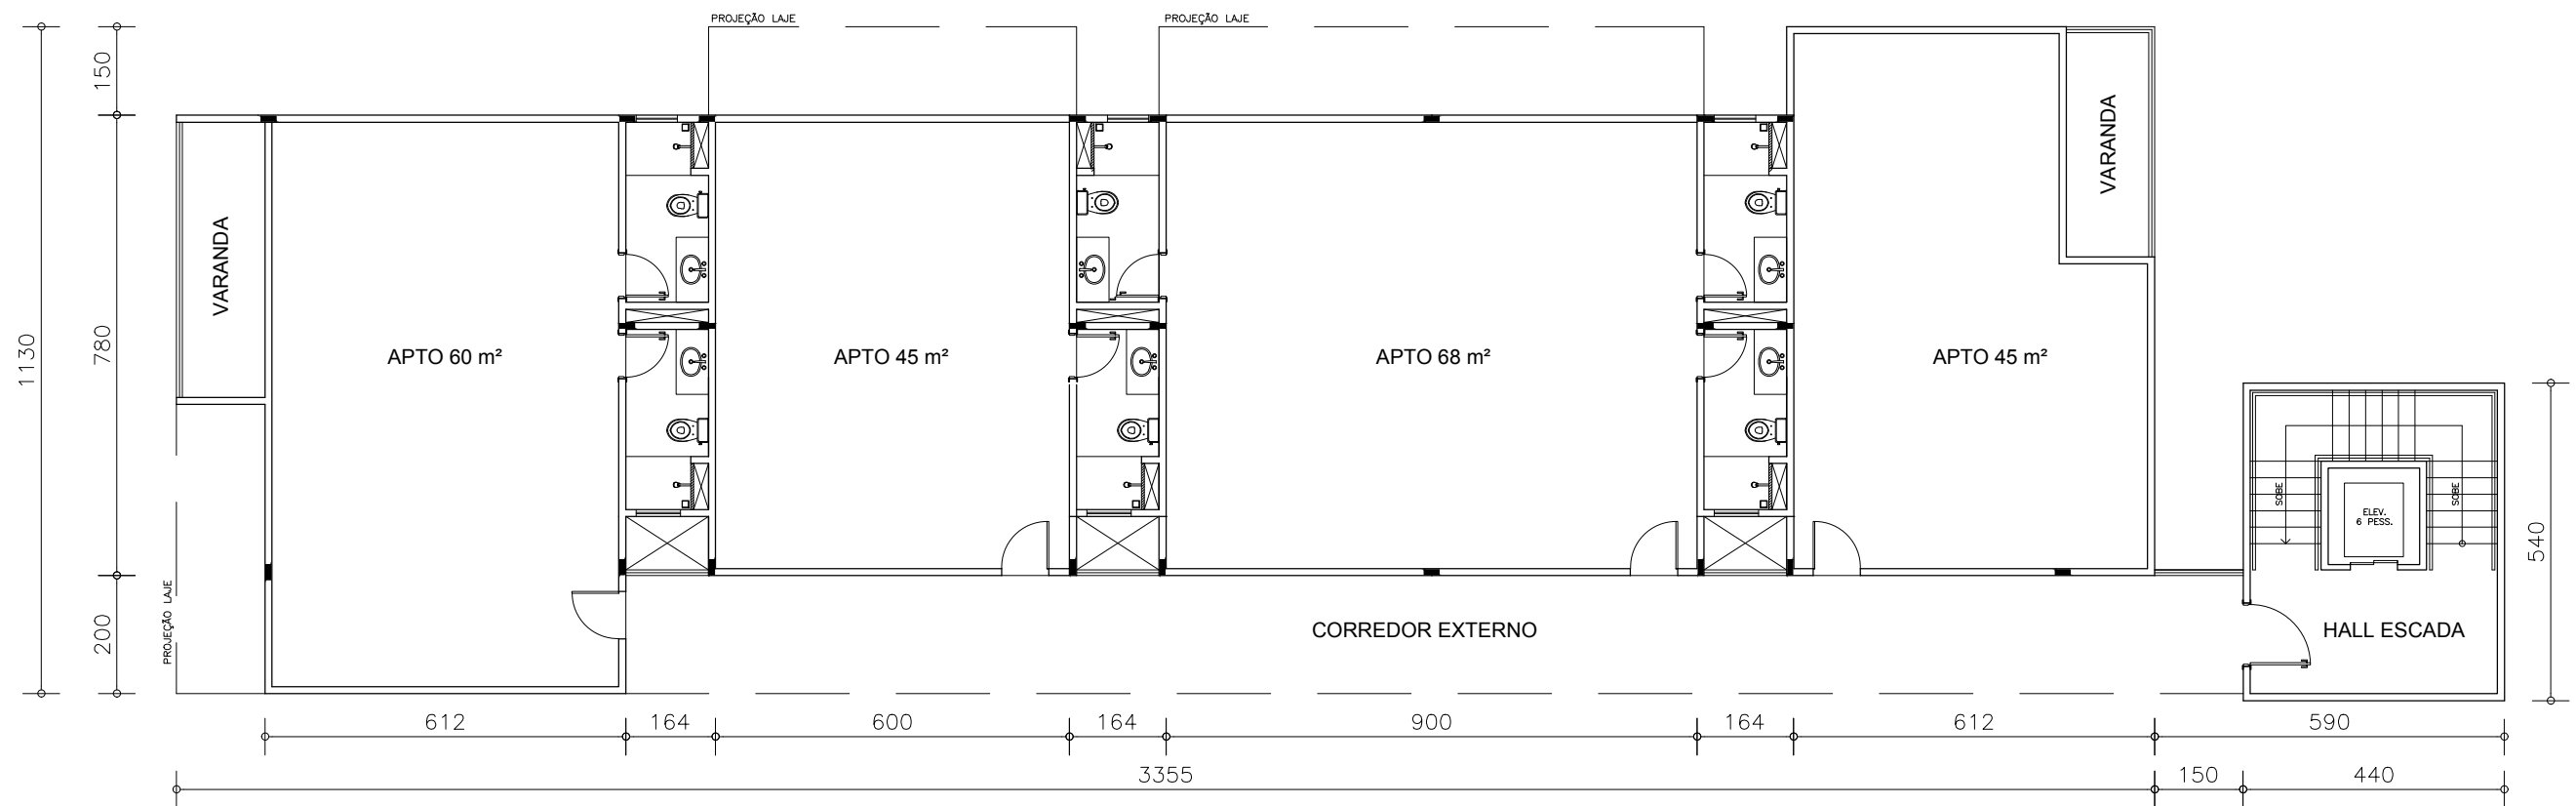 PROJEÇÃO LAJE
PROJEÇÃO LAJE
150
VARANDA
VARANDA
1130
780
APTO 60 m²
APTO 45 m²
APTO 68 m²
APTO 45 m²
SOBE
ELEV.
6 PESS.
SOBE
540
PROJEÇÃO LAJE
200
CORREDOR EXTERNO
HALL ESCADA
612
164
600
164
900
164
612
590
3355
150
440